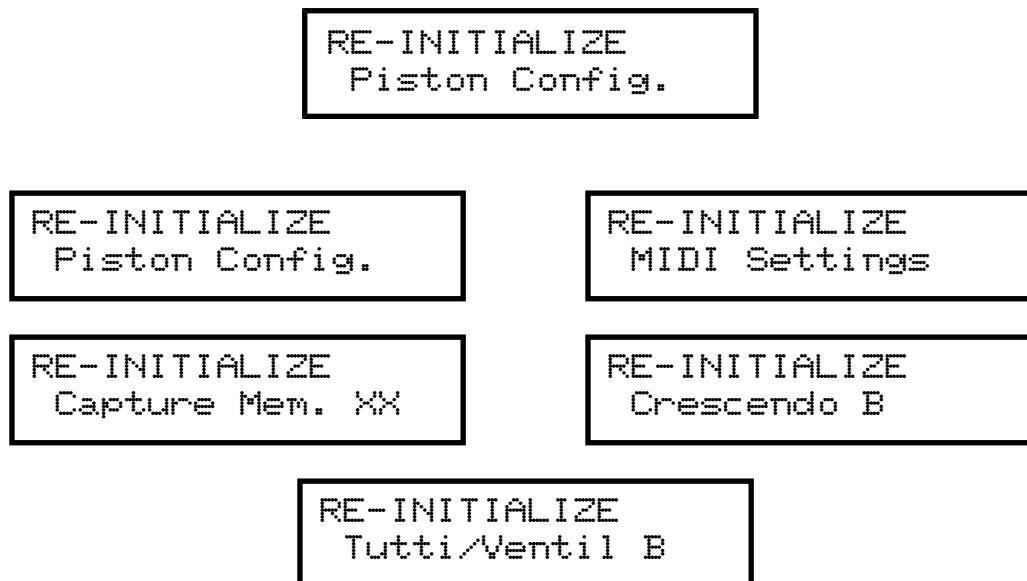 RE-INITIALIZE
Piston Config.
RE-INITIALIZE
Piston Config.
RE-INITIALIZE
MIDI Settings
RE-INITIALIZE
Capture Mem. XX
RE-INITIALIZE
Crescendo B
RE-INITIALIZE
Tutti/Ventil B